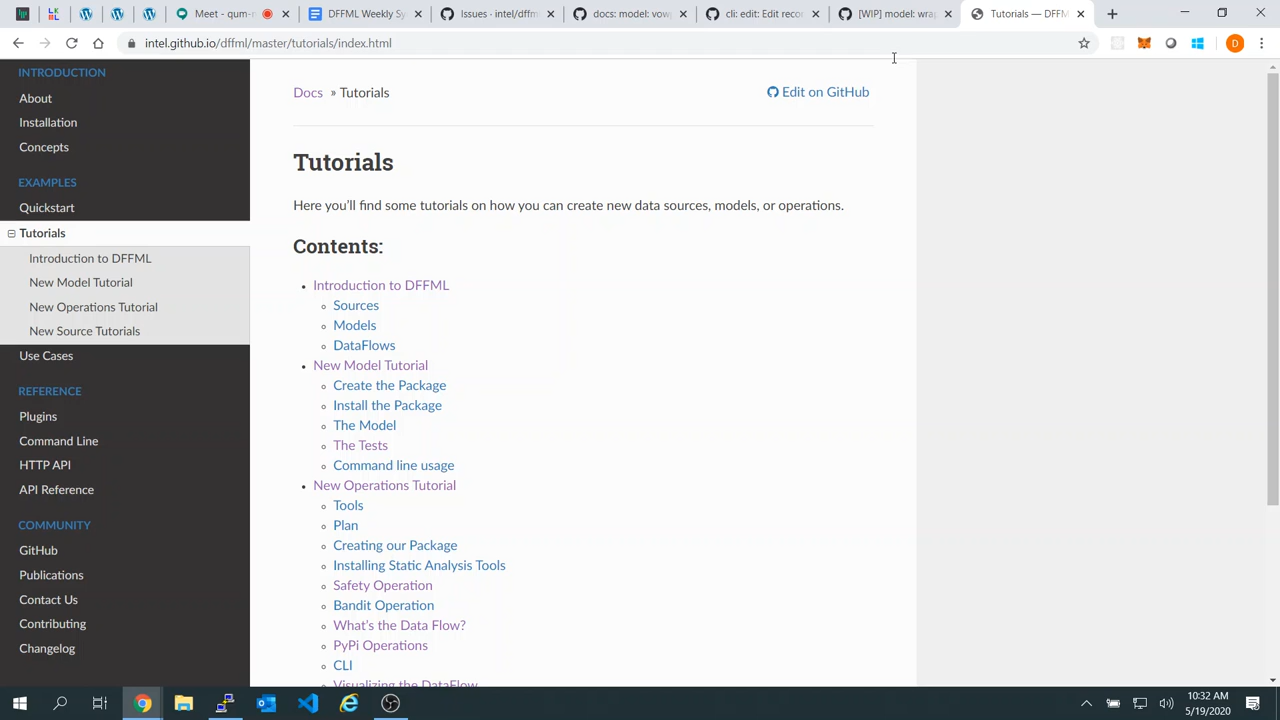 Meet - qum-
DFFML Weekly Sy
Issues - intel/dffm
docs: model: vow
cli: edit: Edit reco
[WIP] model: wra
Tutorials — DFF
intel.github.io/dffml/master/tutorials/index.html
D
INTRODUCTION
About
Installation
Concepts
EXAMPLES
Quickstart
Tutorials
Introduction to DFFML
New Model Tutorial
New Operations Tutorial
New Source Tutorials
Use Cases
REFERENCE
Plugins
Command Line
HTTP API
API Reference
COMMUNITY
GitHub
Publications
Contact Us
Contributing
Changelog
Docs » Tutorials
Edit on GitHub
Tutorials
Here you’ll find some tutorials on how you can create new data sources, models, or operations.
Contents:
Introduction to DFFML
Sources
Models
DataFlows
New Model Tutorial
Create the Package
Install the Package
The Model
The Tests
Command line usage
New Operations Tutorial
Tools
Plan
Creating our Package
Installing Static Analysis Tools
Safety Operation
Bandit Operation
What’s the Data Flow?
PyPi Operations
CLI
Visualizing the DataFlow
10:32 AM
5/19/2020